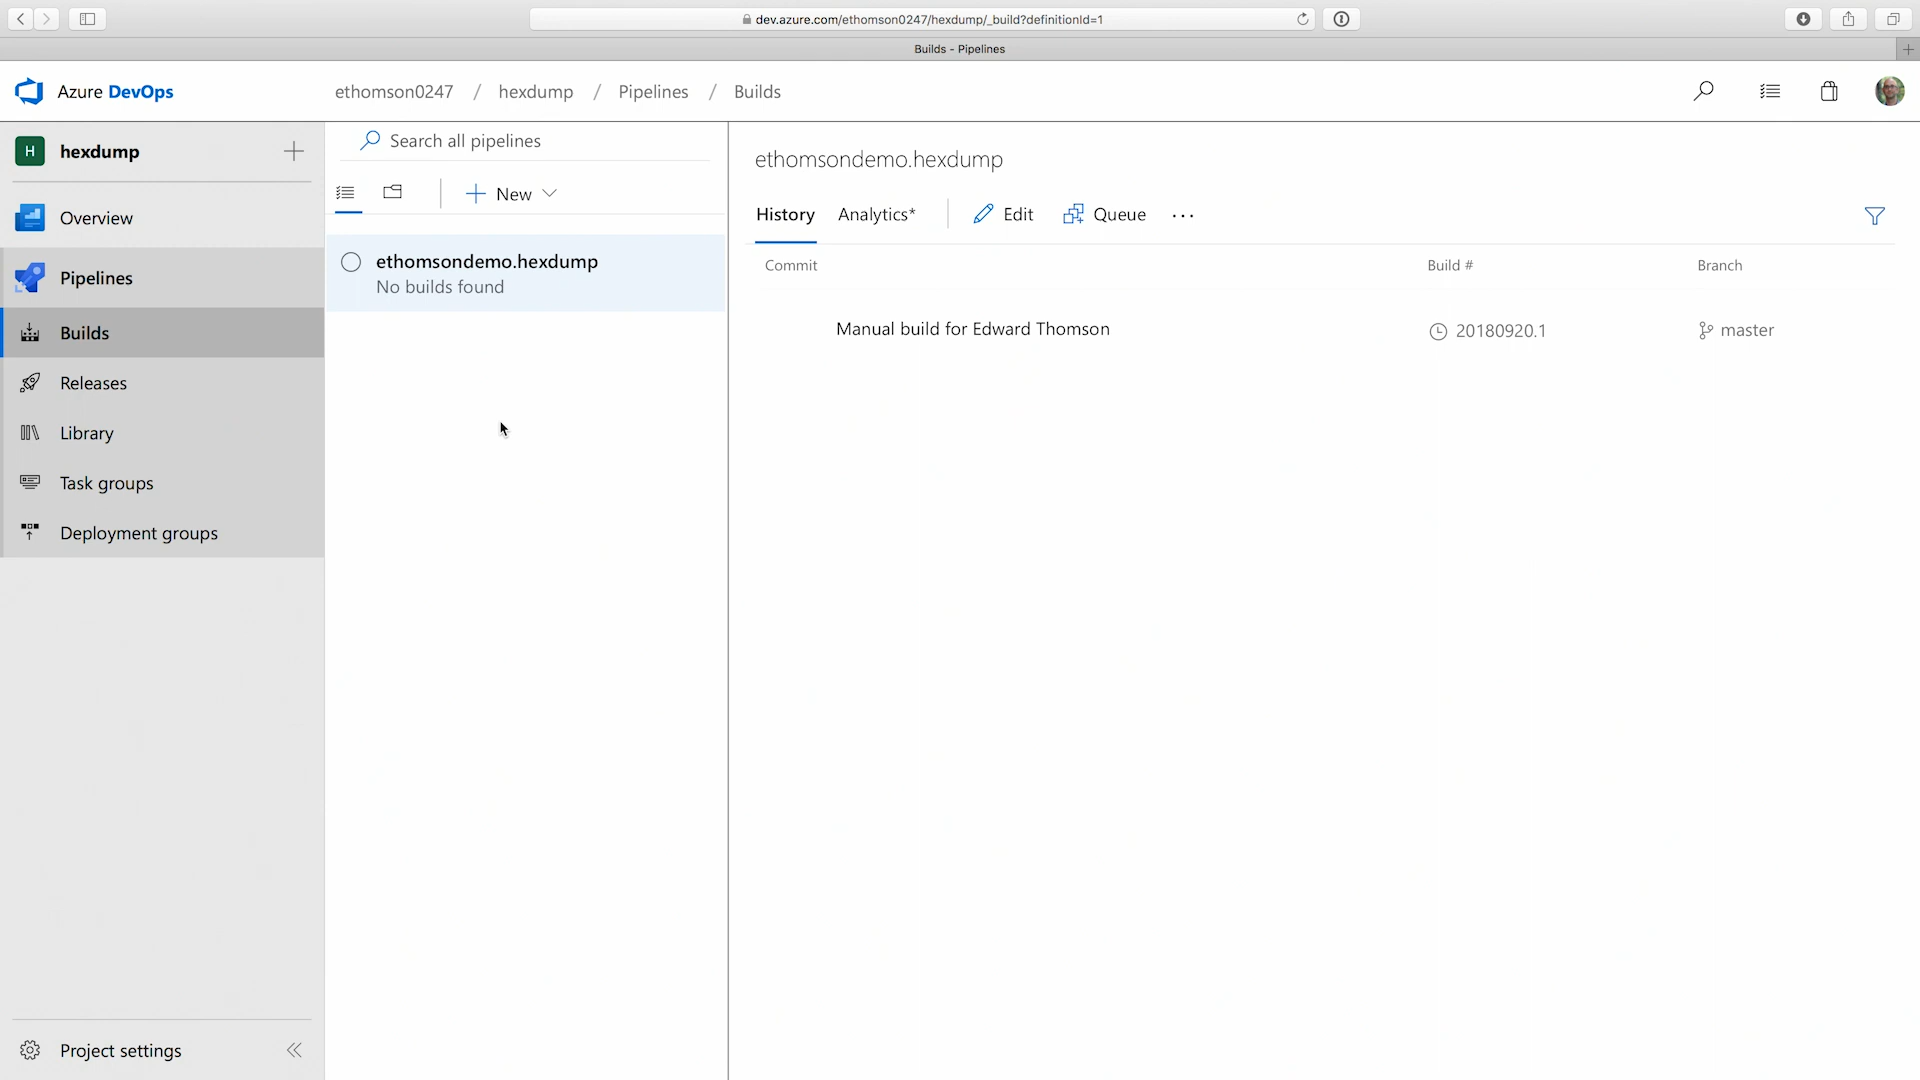 dev.azure.com/ethomson0247/hexdump/_build?definitionId=1
Builds - Pipelines
Azure DevOps
ethomson0247 / hexdump / Pipelines / Builds
H
hexdump
Overview
Pipelines
Builds
Releases
Library
Task groups
Deployment groups
Project settings
Search all pipelines
New
ethomsondemo.hexdump
No builds found
ethomsondemo.hexdump
History Analytics* Edit Queue ...
Commit Build # Branch
Manual build for Edward Thomson 20180920.1 master